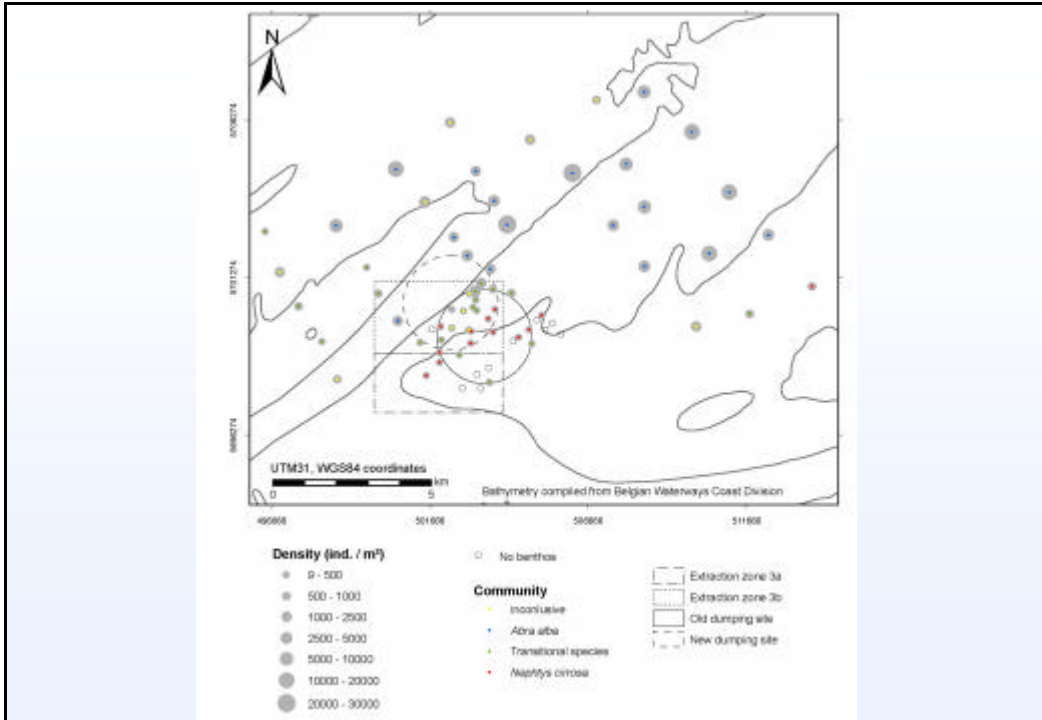 N
UTM31, WGS84 coordinates
km
0 5
Bathymetry compiled from Belgian Waterways Coast Division
Density (ind. / m²)
9 - 500
500 - 1000
1000 - 2500
2500 - 5000
5000 - 10000
10000 - 20000
20000 - 30000
No benthos
Community
Inconlusive
Abra alba
Transitional species
Nephtys cirrosa
Extraction zone 3a
Extraction zone 3b
Old dumping site
New dumping site